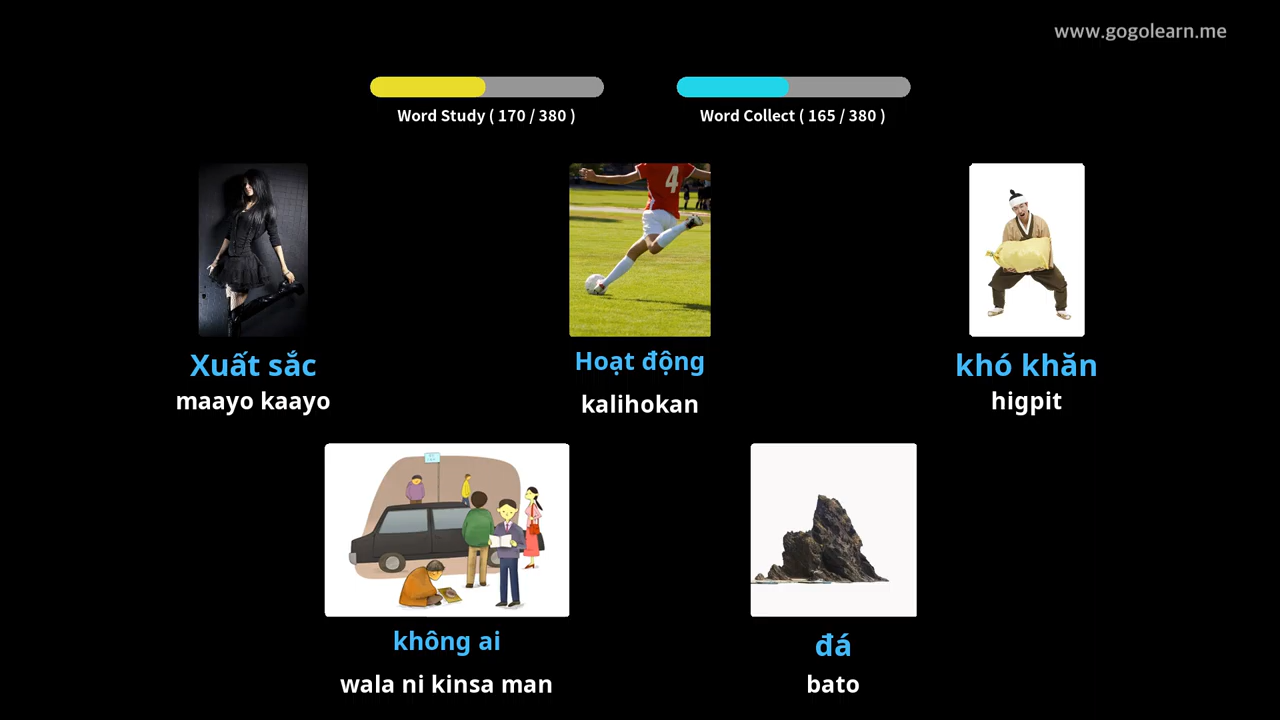 www.gogolearn.me
Word Study ( 170 / 380 )
Word Collect ( 165 / 380 )
4
Xuất sắc
maayo kaayo
Hoạt động
kalihokan
khó khăn
higpit
không ai
wala ni kinsa man
đá
bato